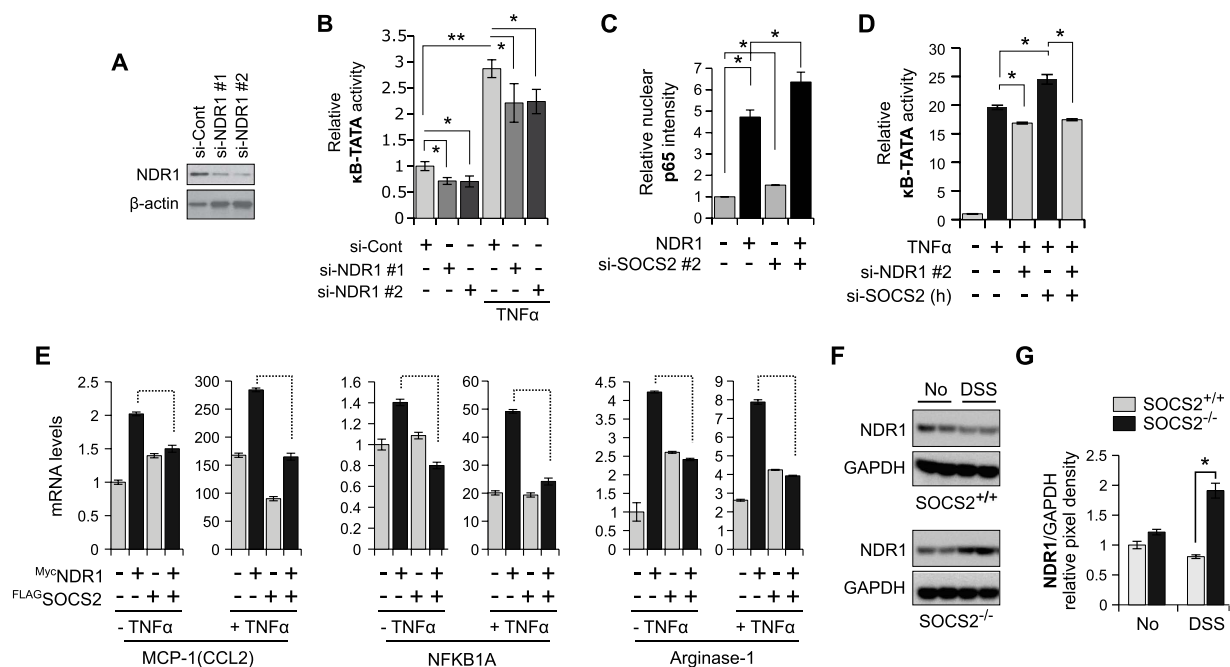 A
si-Cont
si-NDR1 #1
si-NDR1 #2
NDR1
β-actin
B
Relative
κB-TATA activity
3.5
3
2.5
2
1.5
1
0.5
0
**
*
*
*
*
si-Cont + - - + - -
si-NDR1 #1 - + - - + -
si-NDR1 #2 - - + - - +
TNFα
C
Relative nuclear
p65 intensity
8
7
6
5
4
3
2
1
0
*
*
*
NDR1 - + - +
si-SOCS2 #2 - - + +
D
Relative
κB-TATA activity
30
25
20
15
10
5
0
*
*
*
TNFα - + + + +
si-NDR1 #2 - - + - +
si-SOCS2 (h) - - - + +
E
mRNA levels
2.5
2
1.5
1
0.5
0
300
250
200
150
100
50
0
1.6
1.4
1.2
1
0.8
0.6
0.4
0.2
0
60
50
40
30
20
10
0
4.5
4
3.5
3
2.5
2
1.5
1
0.5
0
9
8
7
6
5
4
3
2
1
0
MycNDR1 - + - + - + - + - + - + - + - + - + - + - + - +
FLAGSOCS2 - - + + - - + + - - + + - - + + - - + + - - + +
- TNFα + TNFα - TNFα + TNFα - TNFα + TNFα
MCP-1(CCL2) NFKB1A Arginase-1
F
No DSS
NDR1
GAPDH
SOCS2+/+
NDR1
GAPDH
SOCS2-/-
G
SOCS2+/+
SOCS2-/-
NDR1/GAPDH
relative pixel density
2.5
2
1.5
1
0.5
0
*
No DSS